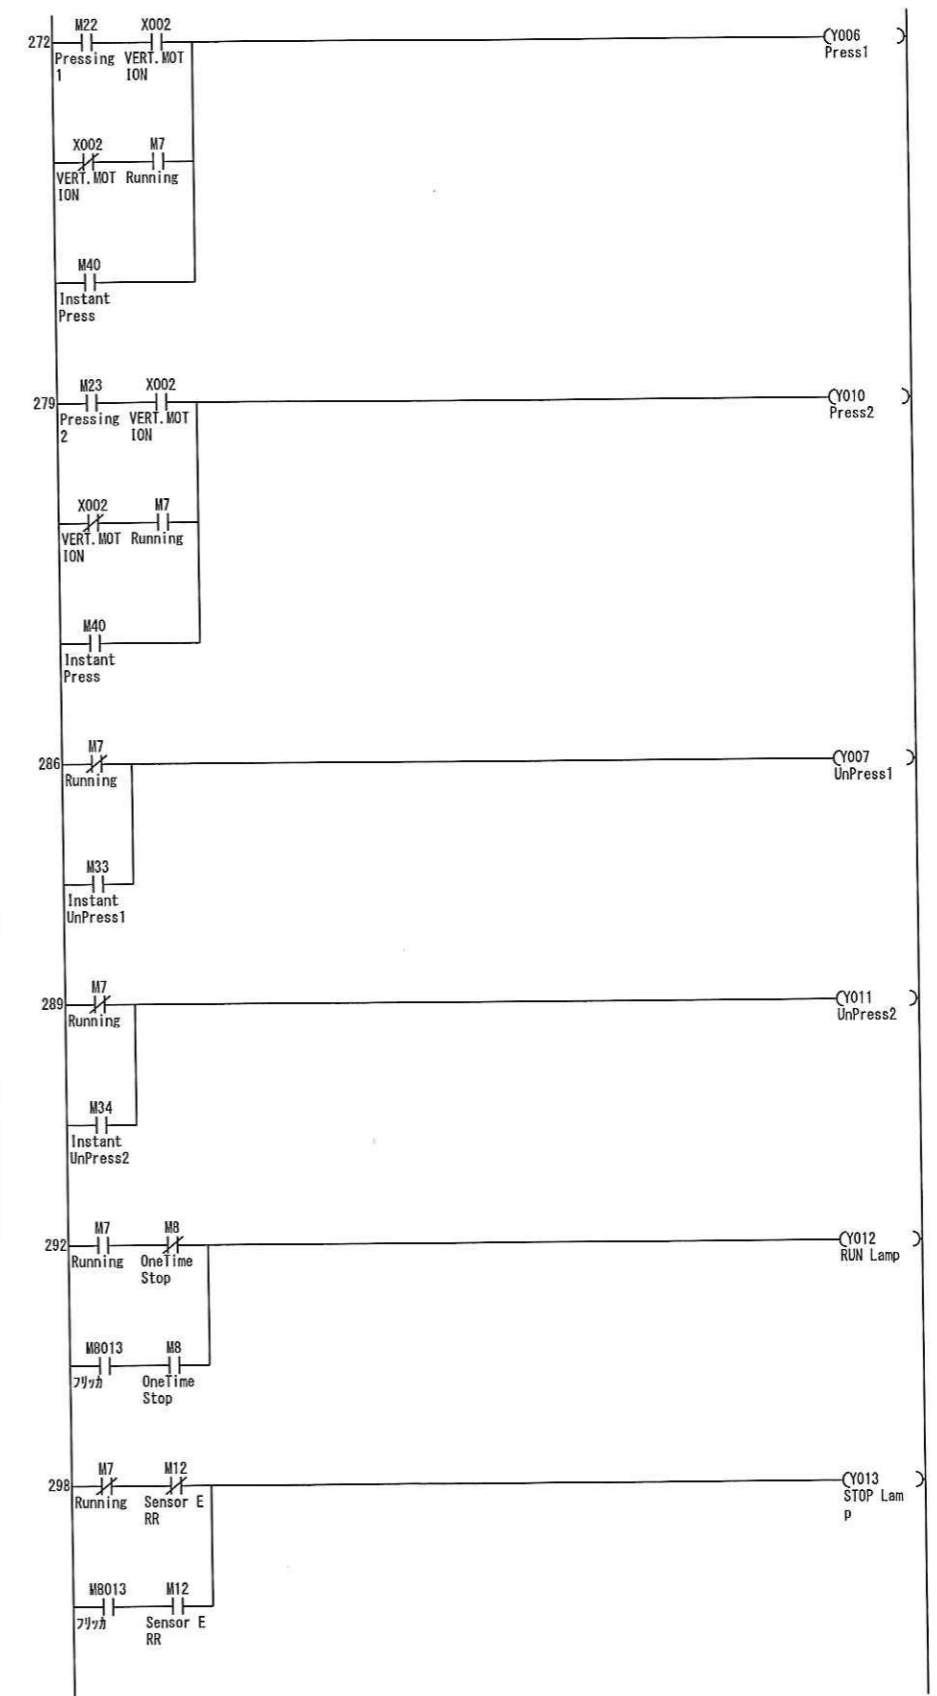 M22 X002
272 (Y006 )
Pressing VERT.MOT Press1
1 ION
X002 M7
VERT.MOT Running
ION
M40
Instant
Press
M23 X002
279 (Y010 )
Pressing VERT.MOT Press2
2 ION
X002 M7
VERT.MOT Running
ION
M40
Instant
Press
M7
286 (Y007 )
Running UnPress1
M33
Instant
UnPress1
M7
289 (Y011 )
Running UnPress2
M34
Instant
UnPress2
M7 M8
292 (Y012 )
Running OneTime RUN Lamp
Stop
M8013 M8
フリッカ OneTime
Stop
M7 M12
298 (Y013 )
Running Sensor E STOP Lam
RR p
M8013 M12
フリッカ Sensor E
RR